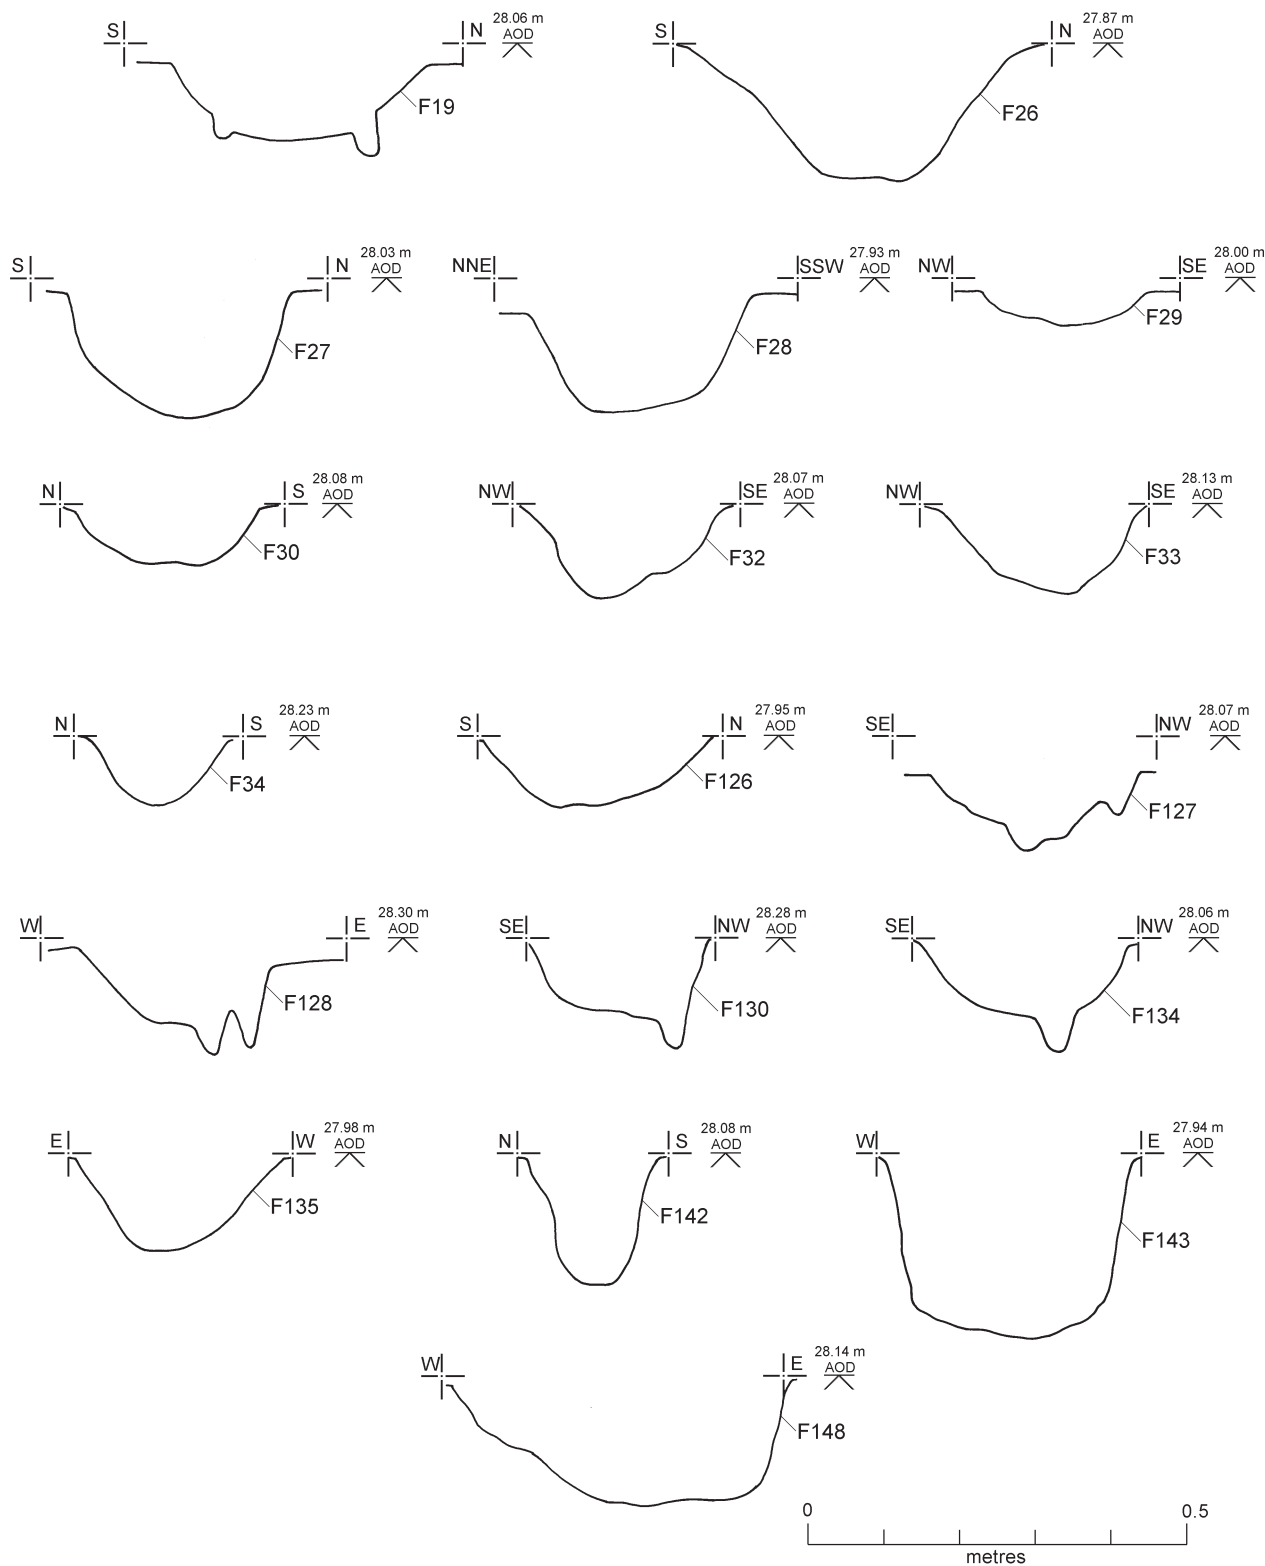 S N 28.06 m
AOD
F19
S N 27.87 m
AOD
F26
S N 28.03 m
AOD
F27
NNE SSW 27.93 m
AOD
F28
NW SE 28.00 m
AOD
F29
N S 28.08 m
AOD
F30
NW SE 28.07 m
AOD
F32
NW SE 28.13 m
AOD
F33
N S 28.23 m
AOD
F34
S N 27.95 m
AOD
F126
SE NW 28.07 m
AOD
F127
W E 28.30 m
AOD
F128
SE NW 28.28 m
AOD
F130
SE NW 28.06 m
AOD
F134
E W 27.98 m
AOD
F135
N S 28.08 m
AOD
F142
W E 27.94 m
AOD
F143
W E 28.14 m
AOD
F148
0 0.5
metres